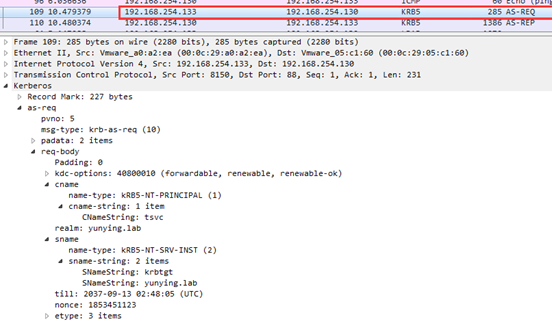 96 6.036656 192.168.254.130 192.168.254.133 ICMP 60 Echo (ping
109 10.479379 192.168.254.133 192.168.254.130 KRB5 285 AS-REQ
110 10.480374 192.168.254.130 192.168.254.133 KRB5 1386 AS-REP
Frame 109: 285 bytes on wire (2280 bits), 285 bytes captured (2280 bits)
Ethernet II, Src: Vmware_a0:a2:ea (00:0c:29:a0:a2:ea), Dst: Vmware_05:c1:60 (00:0c:29:05:c1:60)
Internet Protocol Version 4, Src: 192.168.254.133, Dst: 192.168.254.130
Transmission Control Protocol, Src Port: 8150, Dst Port: 88, Seq: 1, Ack: 1, Len: 231
Kerberos
Record Mark: 227 bytes
as-req
pvno: 5
msg-type: krb-as-req (10)
padata: 2 items
req-body
Padding: 0
kdc-options: 40800010 (forwardable, renewable, renewable-ok)
cname
name-type: kRB5-NT-PRINCIPAL (1)
cname-string: 1 item
CNameString: tsvc
realm: yunying.lab
sname
name-type: kRB5-NT-SRV-INST (2)
sname-string: 2 items
SNameString: krbtgt
SNameString: yunying.lab
till: 2037-09-13 02:48:05 (UTC)
nonce: 1853451123
etype: 3 items